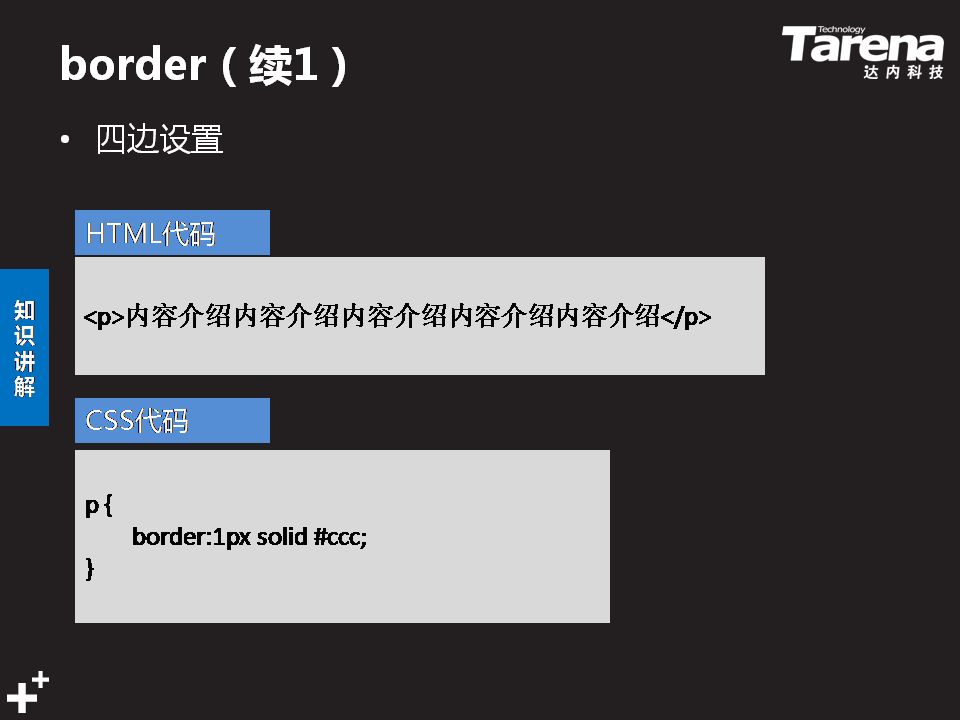 border（续1）
Technology
Tarena
达内科技
• 四边设置
HTML代码
<p>内容介绍内容介绍内容介绍内容介绍内容介绍</p>
知识讲解
CSS代码
p {
border:1px solid #ccc;
}